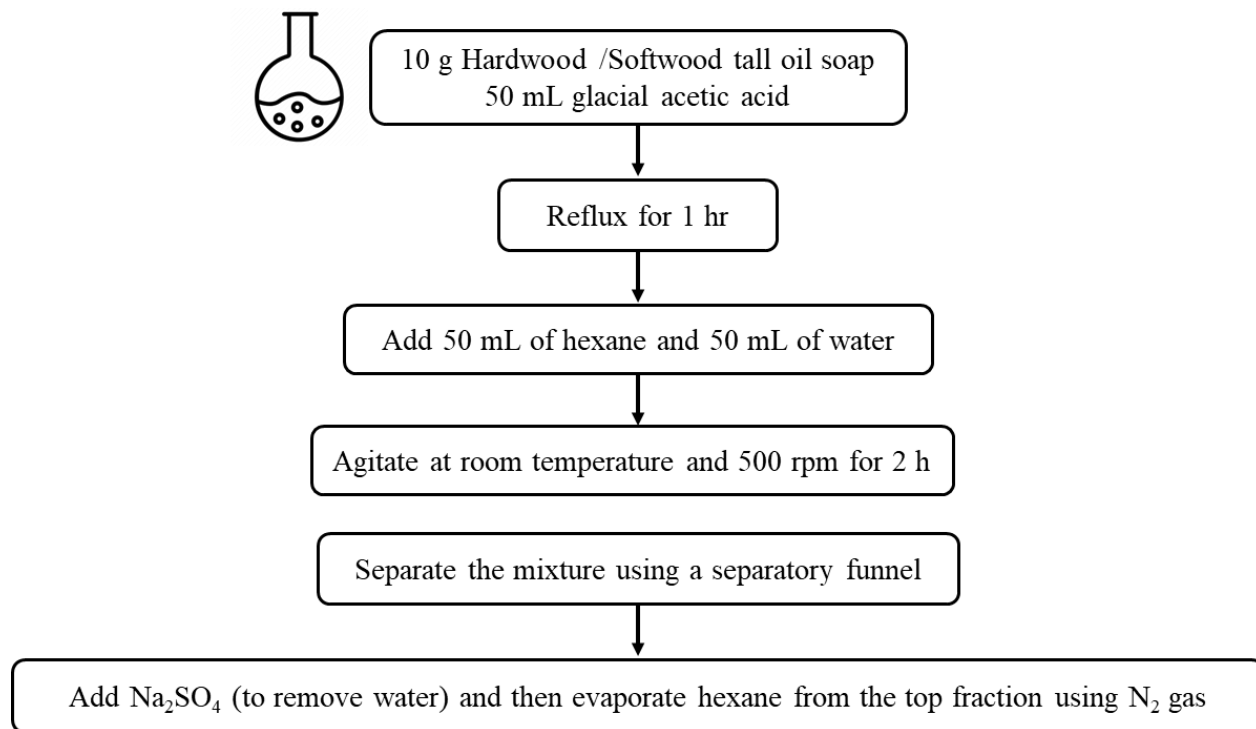 10 g Hardwood /Softwood tall oil soap
50 mL glacial acetic acid
Reflux for 1 hr
Add 50 mL of hexane and 50 mL of water
Agitate at room temperature and 500 rpm for 2 h
Separate the mixture using a separatory funnel
Add Na₂SO₄ (to remove water) and then evaporate hexane from the top fraction using N₂ gas